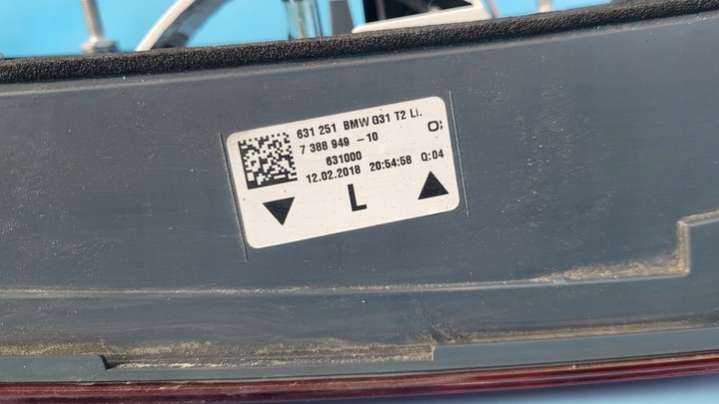 631 251 BMW G31 T2 Li.
7 388 949 -10
631000
12.02.2018 20:54:58 Q:04
L